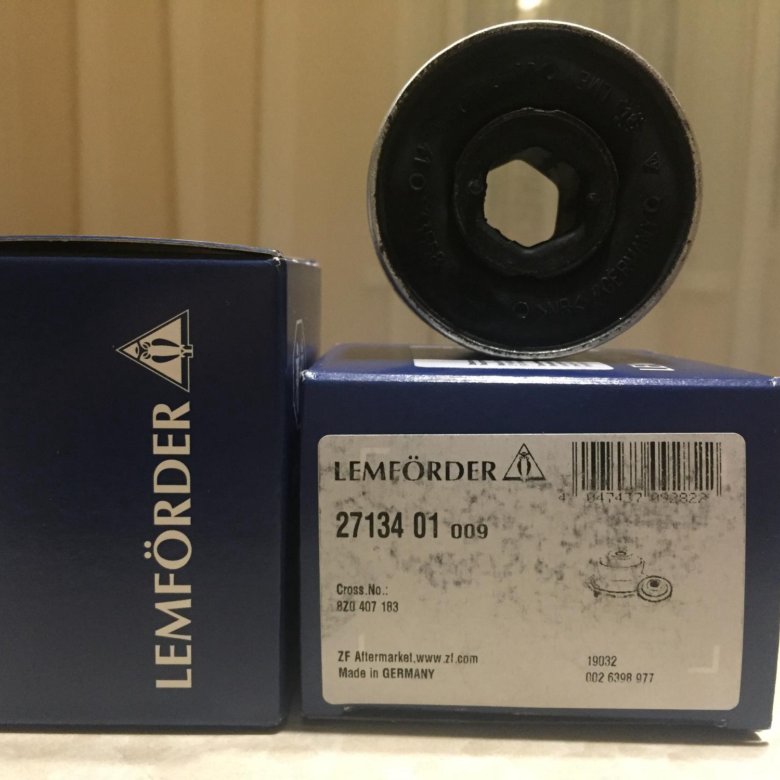 LEMFÖRDER
LEMFÖRDER
27134 01 009
Cross.No.:
8Z0 407 183
ZF Aftermarket.www.zf.com
Made in GERMANY
19032
002 6398 977
GERMANY